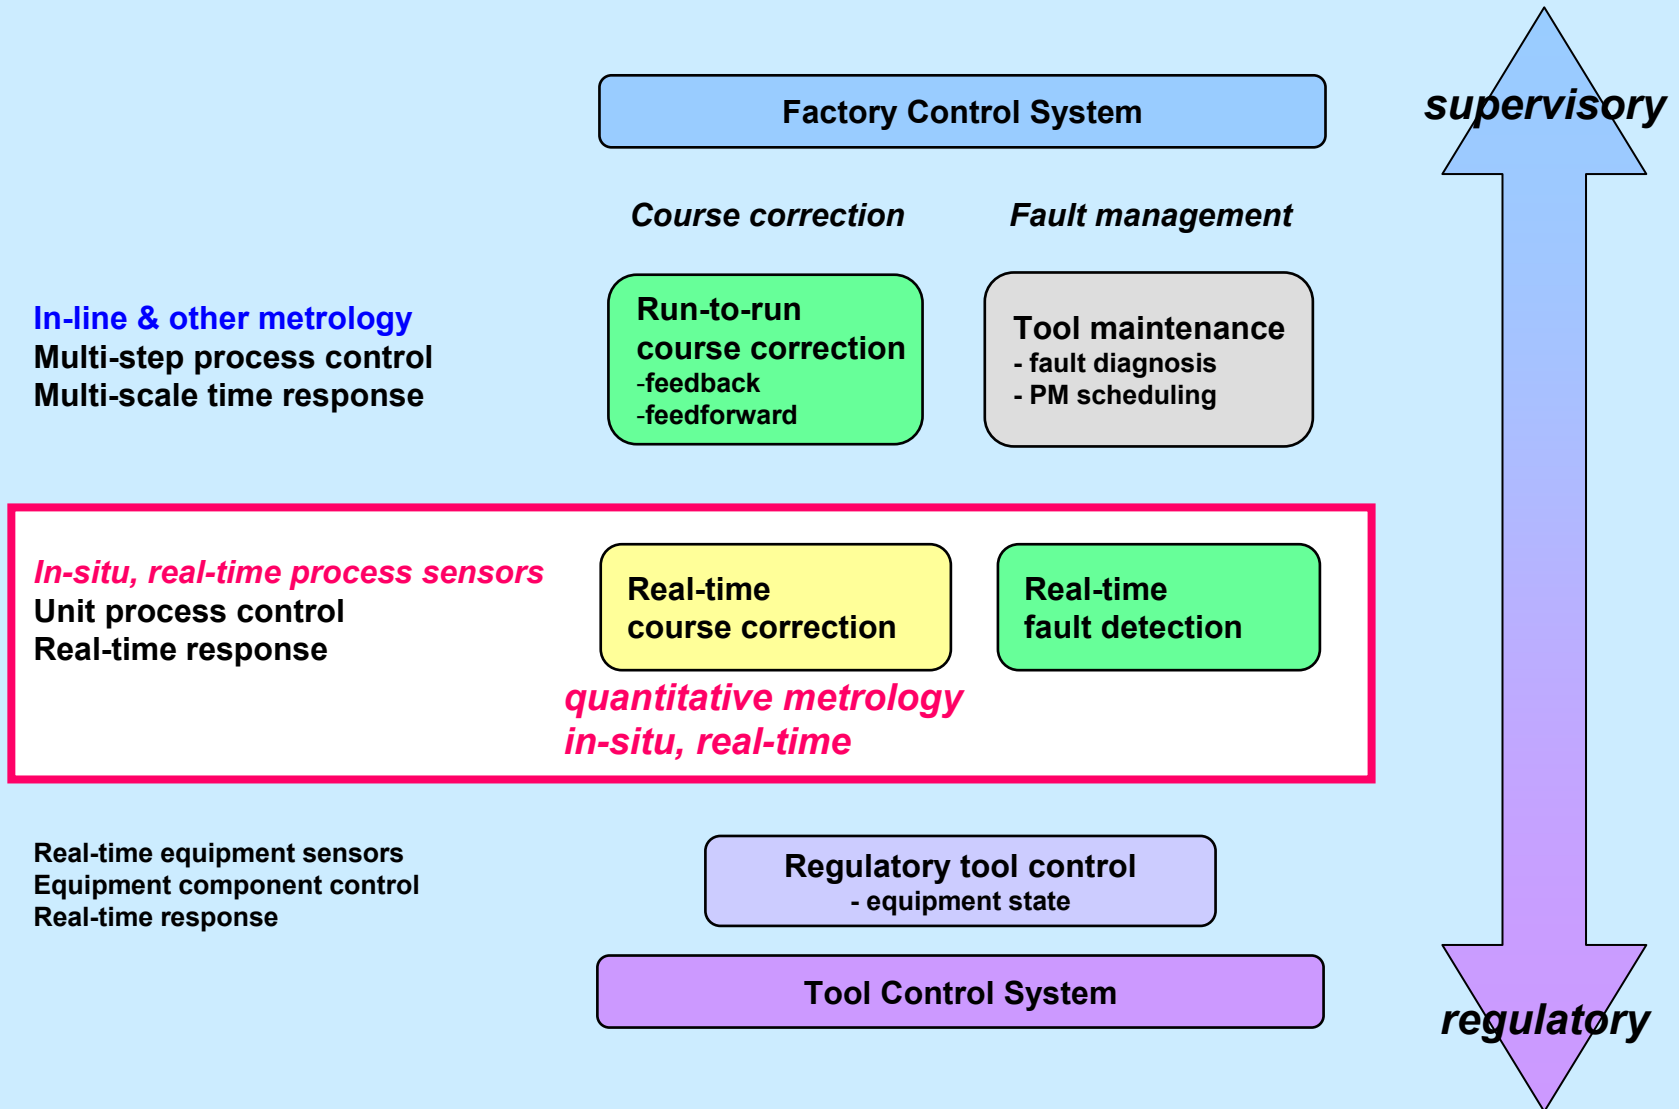 Factory Control System
supervisory
Course correction
Fault management
In-line & other metrology
Multi-step process control
Multi-scale time response
Run-to-run
course correction
-feedback
-feedforward
Tool maintenance
- fault diagnosis
- PM scheduling
In-situ, real-time process sensors
Unit process control
Real-time response
Real-time
course correction
Real-time
fault detection
quantitative metrology
in-situ, real-time
Real-time equipment sensors
Equipment component control
Real-time response
Regulatory tool control
- equipment state
Tool Control System
regulatory